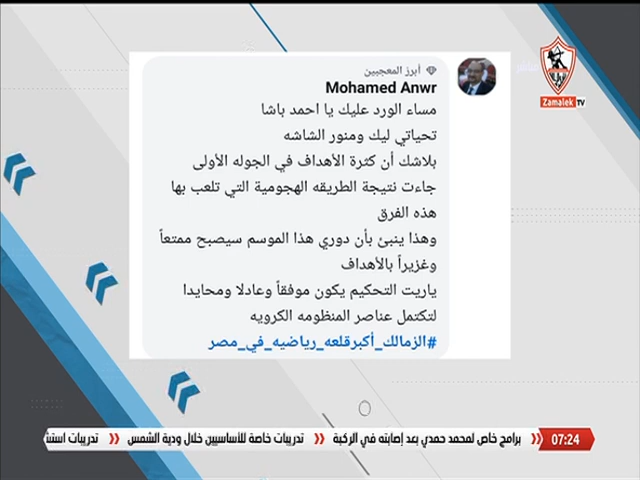 أبرز المعجبين
Mohamed Anwr
مساء الورد عليك يا احمد باشا
تحياتي ليك ومنور الشاشه
بلاشك أن كثرة الأهداف في الجوله الأولى
جاءت نتيجة الطريقه الهجومية التي تلعب بها
هذه الفرق
وهذا ينبئ بأن دوري هذا الموسم سيصبح ممتعاً
وغزيراً بالأهداف
ياريت التحكيم يكون موفقاً وعادلا ومحايدا
لتكتمل عناصر المنظومه الكرويه
#الزمالك_أكبرقلعه_رياضيه_في_مصر
Zamalek TV
07:24
برنامج خاص لمحمد حمدي بعد إصابته في الركبة
تدريبات خاصة للأساسيين خلال ودية الشمس
تدريبات